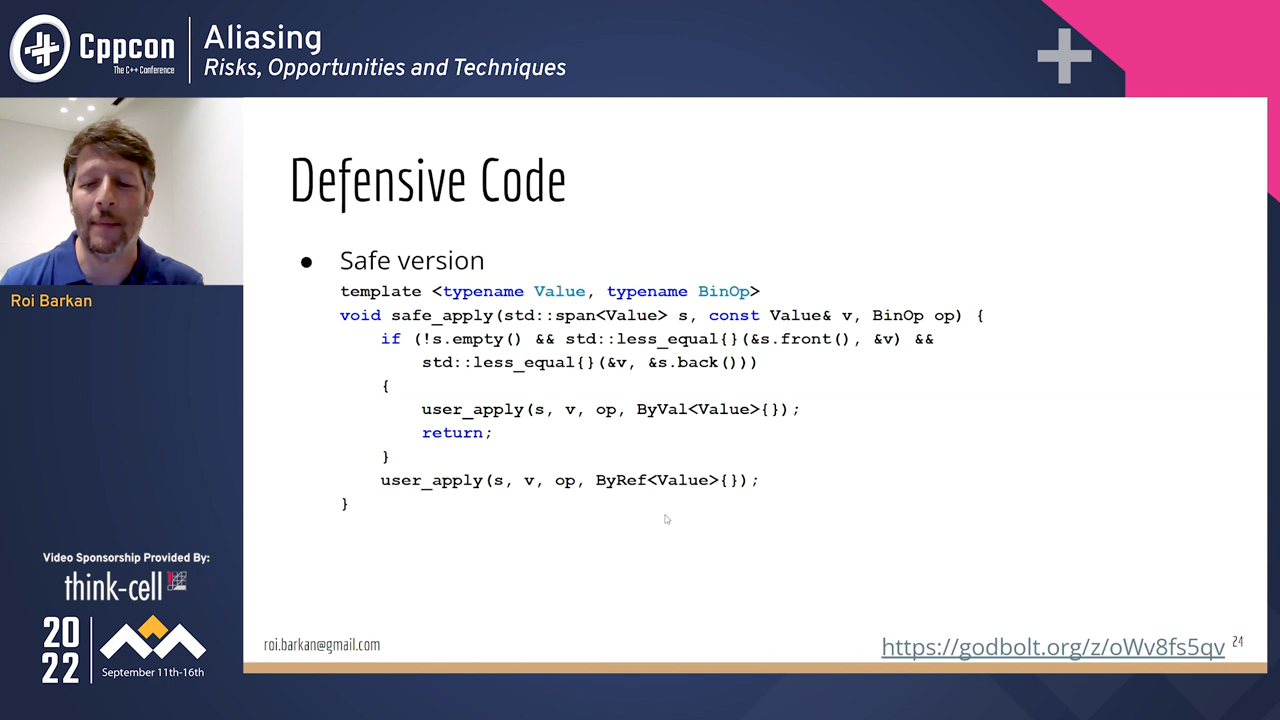 Cppcon
The C++ Conference
Aliasing
Risks, Opportunities and Techniques
Roi Barkan
Defensive Code
● Safe version
template <typename Value, typename BinOp>
void safe_apply(std::span<Value> s, const Value& v, BinOp op) {
    if (!s.empty() && std::less_equal{}(&s.front(), &v) &&
        std::less_equal{}(&v, &s.back()))
    {
        user_apply(s, v, op, ByVal<Value>{});
        return;
    }
    user_apply(s, v, op, ByRef<Value>{});
}
Video Sponsorship Provided By:
think-cell
20
22
September 11th-16th
roi.barkan@gmail.com
https://godbolt.org/z/oWv8fs5qv
24